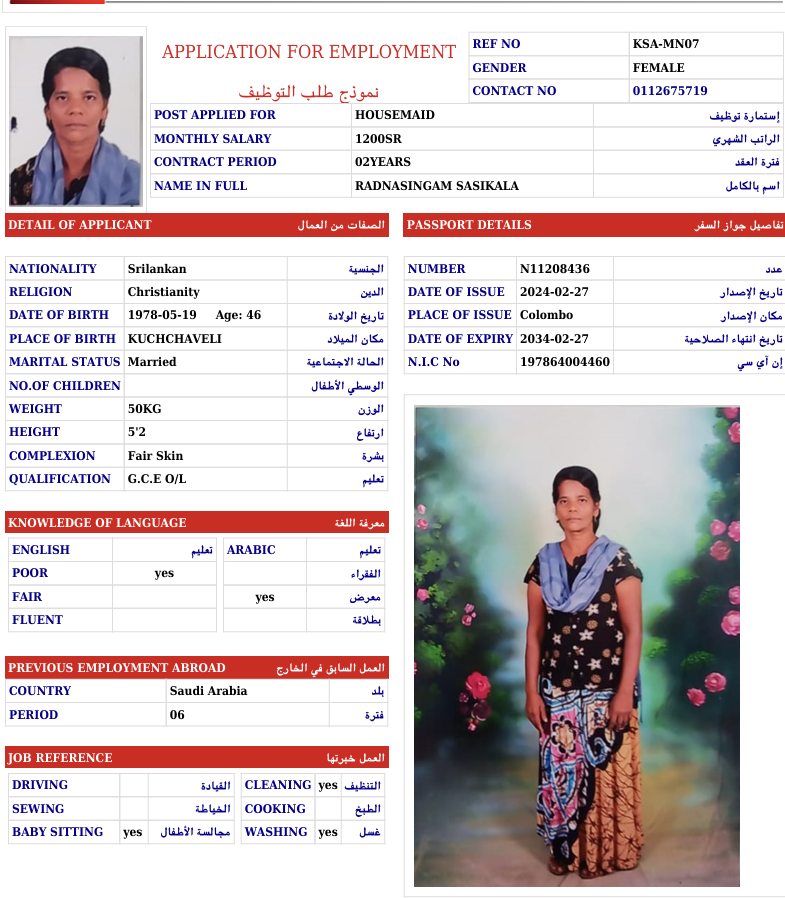 APPLICATION FOR EMPLOYMENT
نموذج طلب التوظيف
REF NO KSA-MN07
GENDER FEMALE
CONTACT NO 0112675719
POST APPLIED FOR HOUSEMAID إستمارة توظيف
MONTHLY SALARY 1200SR الراتب الشهري
CONTRACT PERIOD 02YEARS فترة العقد
NAME IN FULL RADNASINGAM SASIKALA اسم بالكامل
DETAIL OF APPLICANT الصفات من العمال
NATIONALITY Srilankan الجنسية
RELIGION Christianity الدين
DATE OF BIRTH 1978-05-19 Age: 46 تاريخ الولادة
PLACE OF BIRTH KUCHCHAVELI مكان الميلاد
MARITAL STATUS Married الحالة الاجتماعية
NO.OF CHILDREN الوسطي الأطفال
WEIGHT 50KG الوزن
HEIGHT 5'2 ارتفاع
COMPLEXION Fair Skin بشرة
QUALIFICATION G.C.E O/L تعليم
KNOWLEDGE OF LANGUAGE معرفة اللغة
ENGLISH تعليم ARABIC تعليم
POOR yes الفقراء
FAIR yes معرض
FLUENT بطلاقة
PREVIOUS EMPLOYMENT ABROAD العمل السابق في الخارج
COUNTRY Saudi Arabia بلد
PERIOD 06 فترة
JOB REFERENCE العمل خبرتها
DRIVING القيادة CLEANING yes التنظيف
SEWING الخياطة COOKING الطبخ
BABY SITTING yes مجالسة الأطفال WASHING yes غسل
PASSPORT DETAILS تفاصيل جواز السفر
NUMBER N11208436 عدد
DATE OF ISSUE 2024-02-27 تاريخ الإصدار
PLACE OF ISSUE Colombo مكان الإصدار
DATE OF EXPIRY 2034-02-27 تاريخ انتهاء الصلاحية
N.I.C No 197864004460 إن آي سي